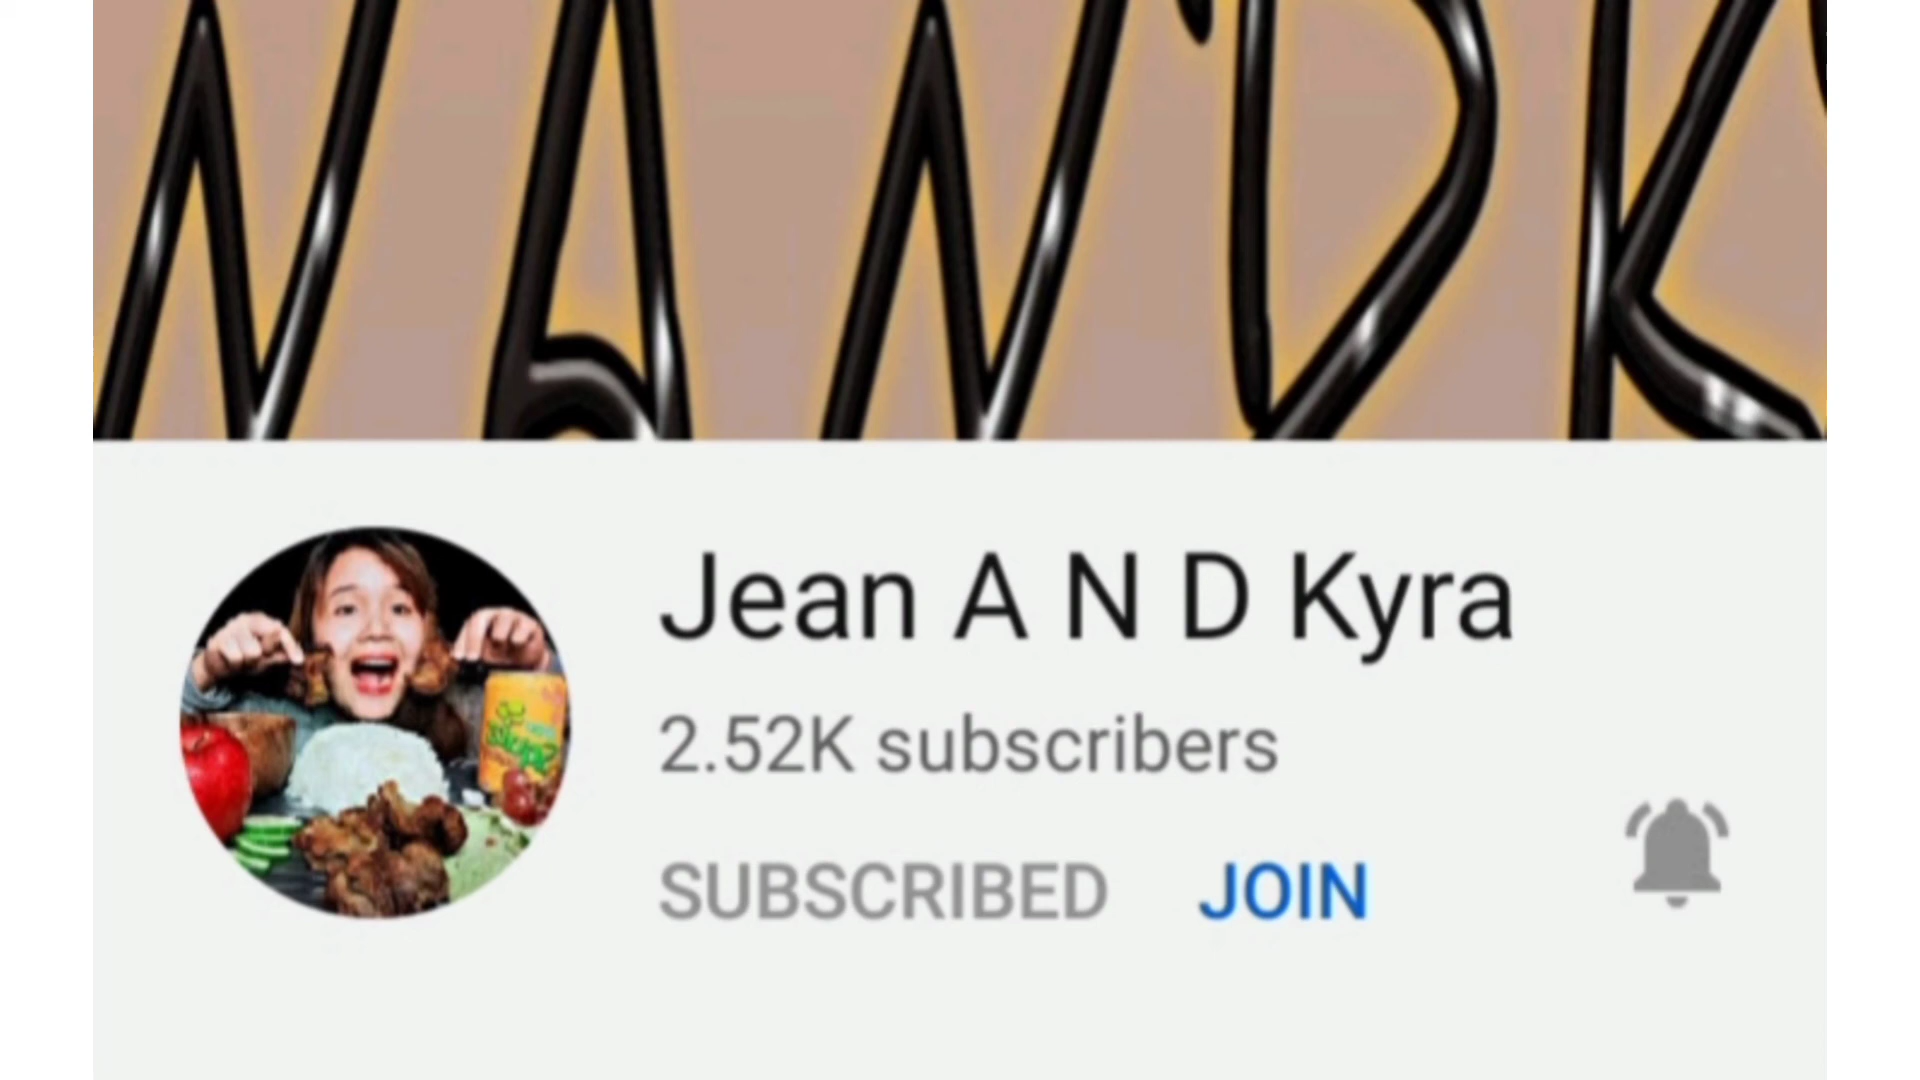 N A N D K
Jean A N D Kyra
2.52K subscribers
SUBSCRIBED JOIN